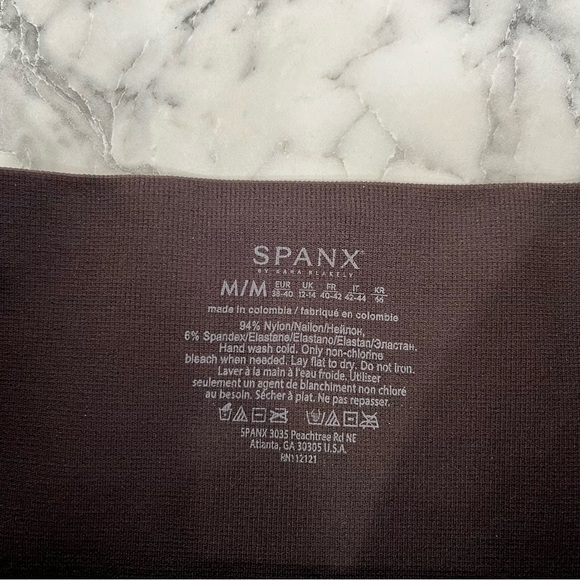 SPANX®
BY SARA BLAKELY
M/M EUR 38-40 UK 12-14 FR 40-42 IT 42-44 KR 66
made in colombia / fabriqué en colombie
94% Nylon/Nailon/Нейлон,
6% Spandex/Elastane/Elastano/Elastan/Эластан.
Hand wash cold. Only non-chlorine
bleach when needed. Lay flat to dry. Do not iron.
Laver à la main à l'eau froide. Utiliser
seulement un agent de blanchiment non chloré
au besoin. Sécher à plat. Ne pas repasser.
SPANX 3035 Peachtree Rd NE
Atlanta, GA 30305 U.S.A.
RN112121